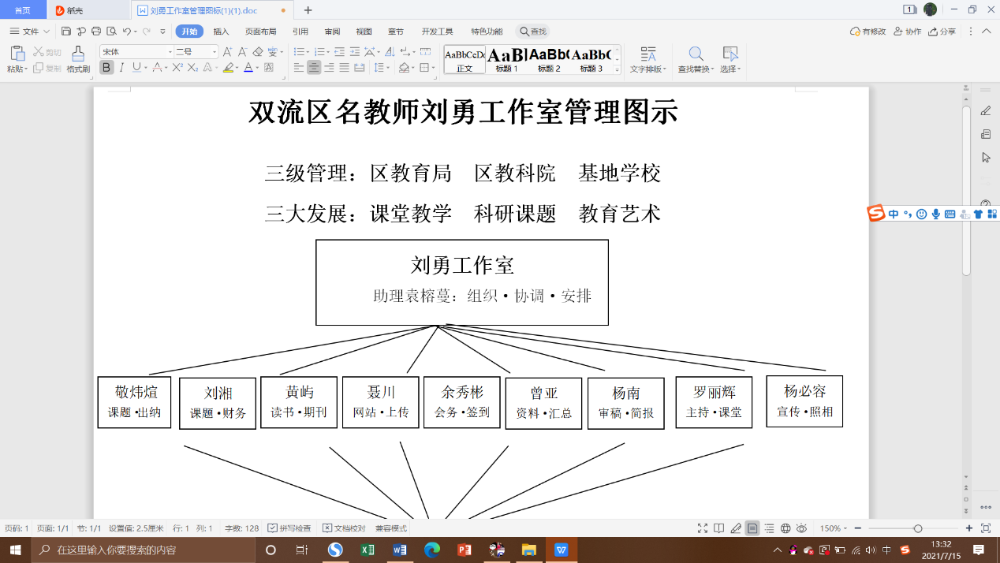 首页
稻壳
刘勇工作室管理图标(1)(1).doc
1
文件
开始
插入
页面布局
引用
审阅
视图
章节
开发工具
特色功能
查找
有修改
协作
分享
粘贴
剪切
复制
格式刷
宋体
二号
AaBbCcDd
正文
AaBl
标题 1
AaBb(
标题 2
AaBb(
标题 3
文字排版
查找替换
选择
双流区名教师刘勇工作室管理图示
三级管理：区教育局 区教科院 基地学校
三大发展：课堂教学 科研课题 教育艺术
刘勇工作室
助理袁榕蔓：组织·协调·安排
敬炜煊
课题·出纳
刘湘
课题·财务
黄屿
读书·期刊
聂川
网站·上传
余秀彬
会务·签到
曾亚
资料·汇总
杨南
审稿·简报
罗丽辉
主持·课堂
杨必容
宣传·照相
中
页码: 1 页面: 1/1 节: 1/1 设置值: 2.5厘米 行: 1 列: 1 字数: 128 拼写检查 文档校对 兼容模式
150%
在这里输入你要搜索的内容
中
13:32
2021/7/15